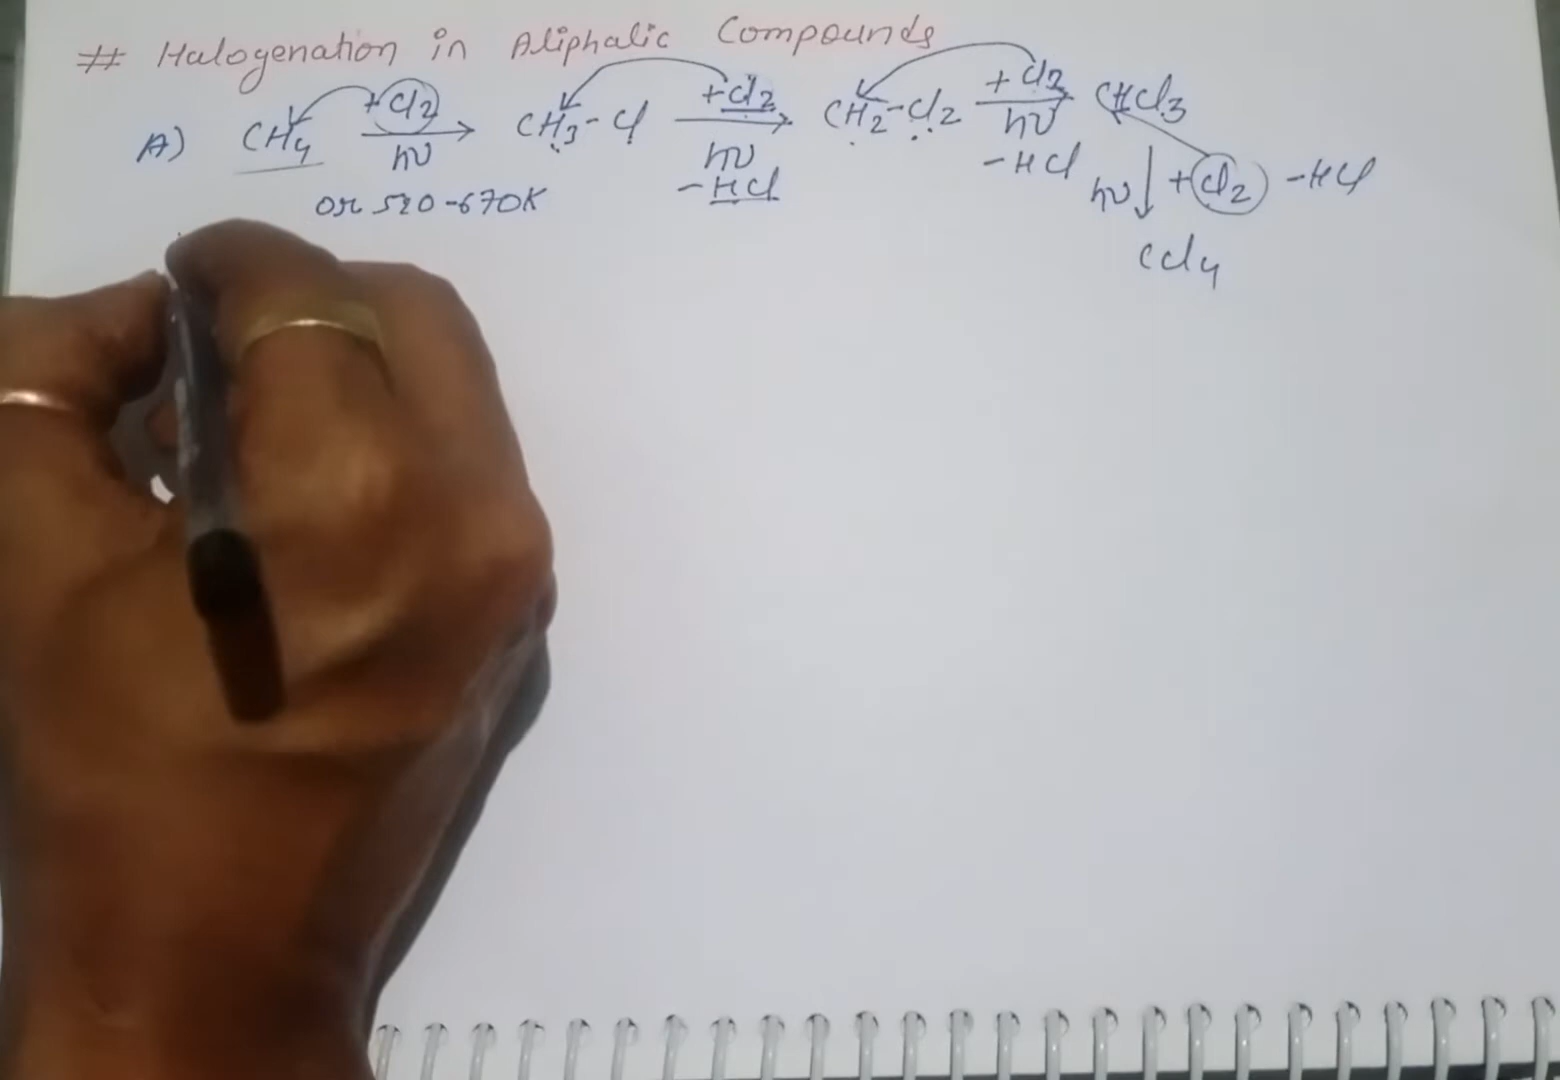 # Halogenation in Aliphatic Compounds
A) CH4 +Cl2 hν CH3-Cl +Cl2 hν -HCl CH2-Cl2 +Cl2 hν -HCl CHCl3
or 520-670K
hν +Cl2 -HCl
CCl4